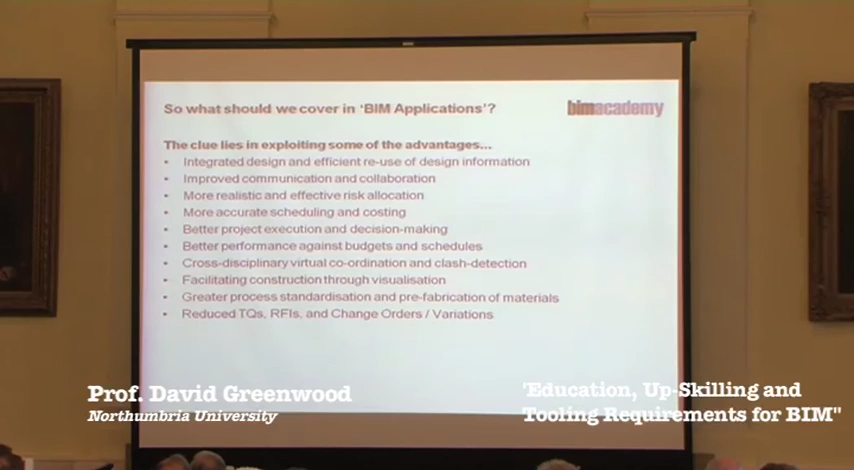 So what should we cover in 'BIM Applications'?
bimacademy
The clue lies in exploiting some of the advantages...
• Integrated design and efficient re-use of design information
• Improved communication and collaboration
• More realistic and effective risk allocation
• More accurate scheduling and costing
• Better project execution and decision-making
• Better performance against budgets and schedules
• Cross-disciplinary virtual co-ordination and clash-detection
• Facilitating construction through visualisation
• Greater process standardisation and pre-fabrication of materials
• Reduced TQs, RFIs, and Change Orders / Variations
Prof. David Greenwood
Northumbria University
'Education, Up-Skilling and
Tooling Requirements for BIM"